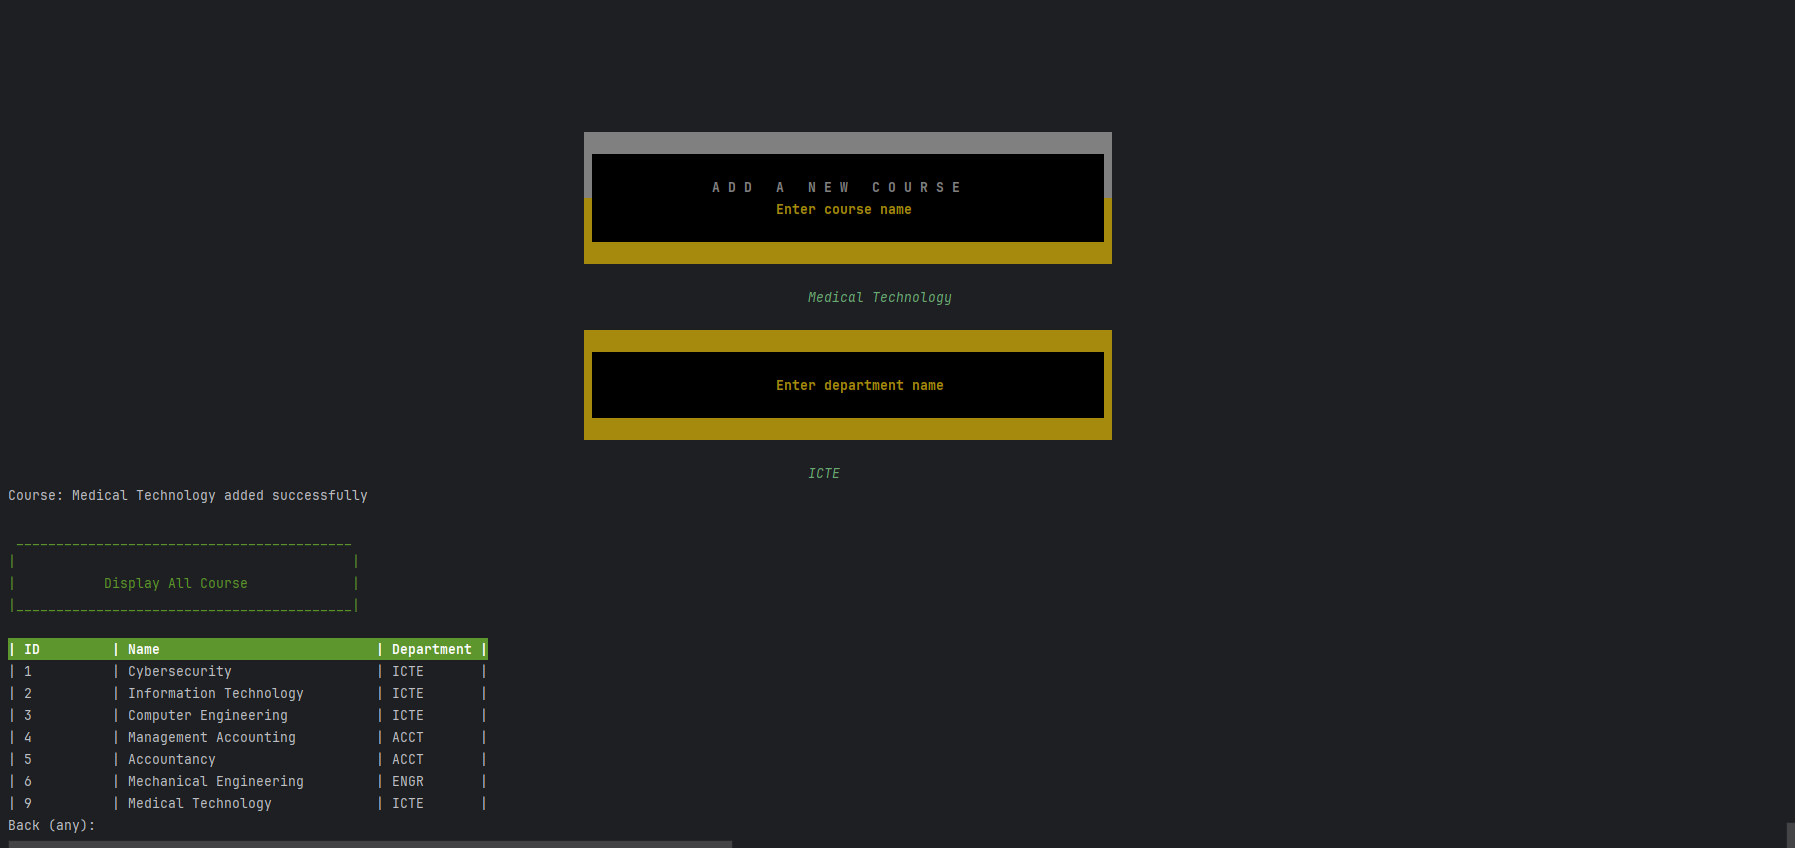 A D D   A   N E W   C O U R S E
Enter course name
Medical Technology
Enter department name
ICTE
Course: Medical Technology added successfully
Display All Course
| ID | Name | Department |
| 1 | Cybersecurity | ICTE |
| 2 | Information Technology | ICTE |
| 3 | Computer Engineering | ICTE |
| 4 | Management Accounting | ACCT |
| 5 | Accountancy | ACCT |
| 6 | Mechanical Engineering | ENGR |
| 9 | Medical Technology | ICTE |
Back (any):